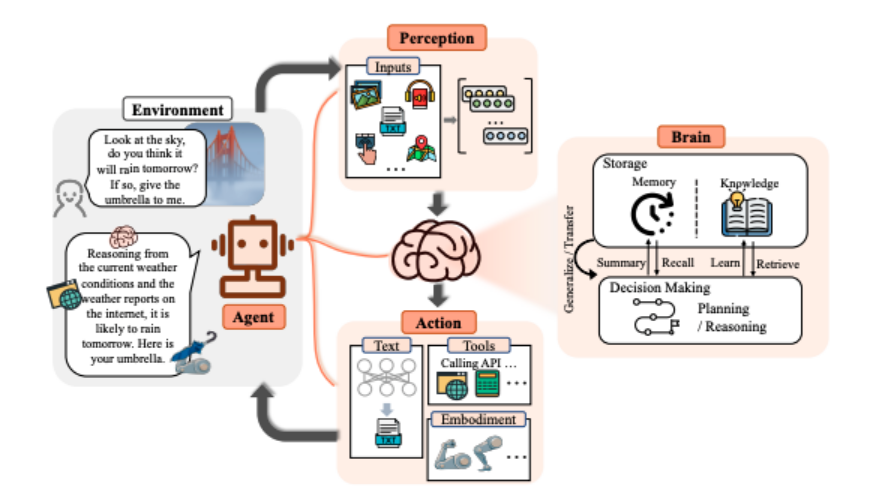 Perception
Inputs
TXT
...
...
Environment
Look at the sky,
do you think it
will rain tomorrow?
If so, give the
umbrella to me.
Reasoning from
the current weather
conditions and the
weather reports on
the internet, it is
likely to rain
tomorrow. Here is
your umbrella.
Agent
Action
Text
TXT
Tools
Calling API ...
...
Embodiment
...
Brain
Storage
Memory
Knowledge
Generalize / Transfer
Summary
Recall
Learn
Retrieve
Decision Making
Planning
/ Reasoning